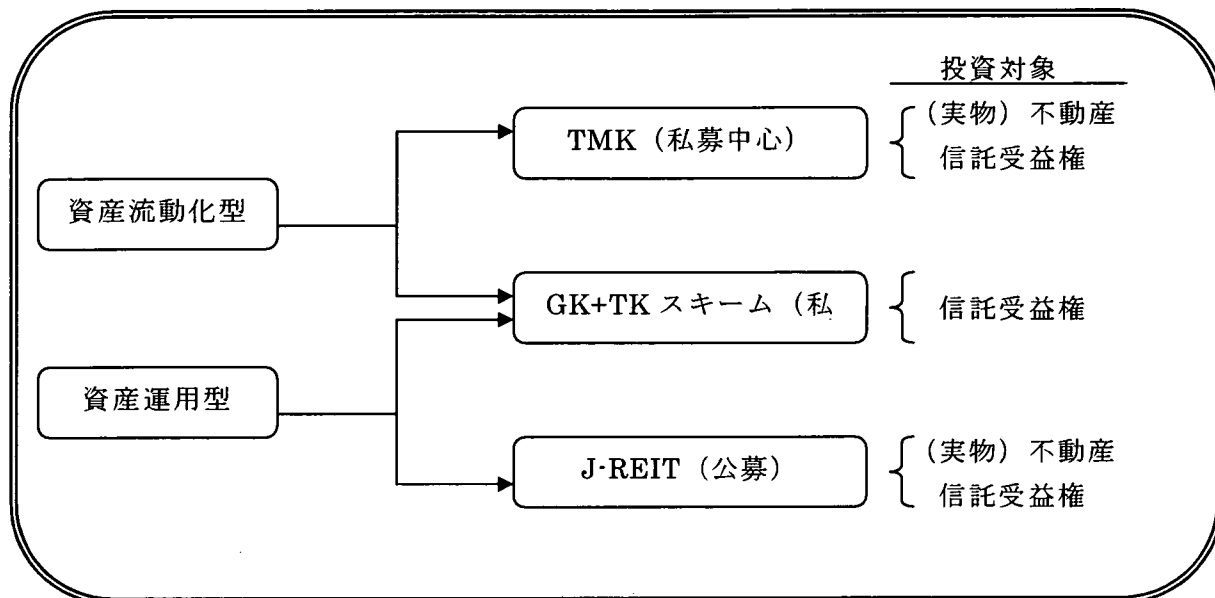 投資対象
TMK（私募中心）
（実物）不動産
信託受益権
資産流動化型
GK+TK スキーム（私
信託受益権
資産運用型
J-REIT（公募）
（実物）不動産
信託受益権